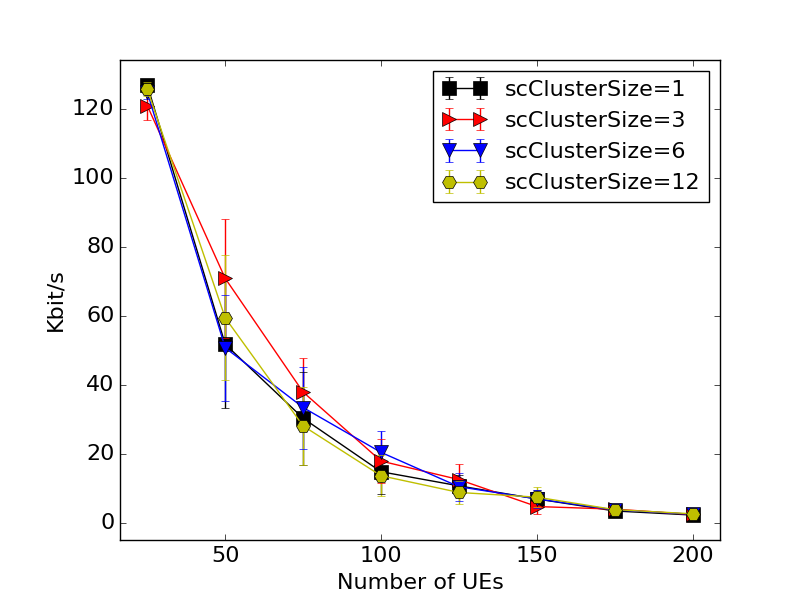 scClusterSize=1
scClusterSize=3
scClusterSize=6
scClusterSize=12
120
100
80
60
40
20
0
Kbit/s
50 100 150 200
Number of UEs